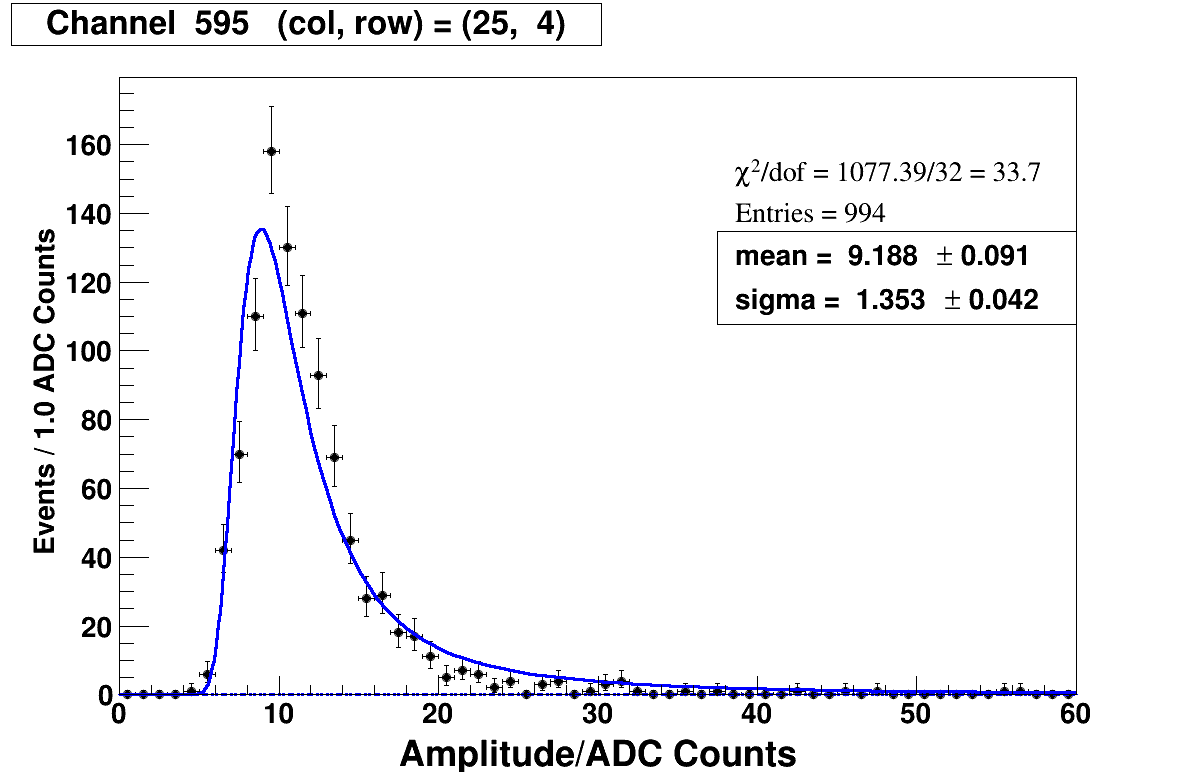 Channel 595 (col, row) = (25, 4)
χ²/dof = 1077.39/32 = 33.7
Entries = 994
mean = 9.188 ± 0.091
sigma = 1.353 ± 0.042
Events / 1.0 ADC Counts
160
140
120
100
80
60
40
20
0
0 10 20 30 40 50 60
Amplitude/ADC Counts